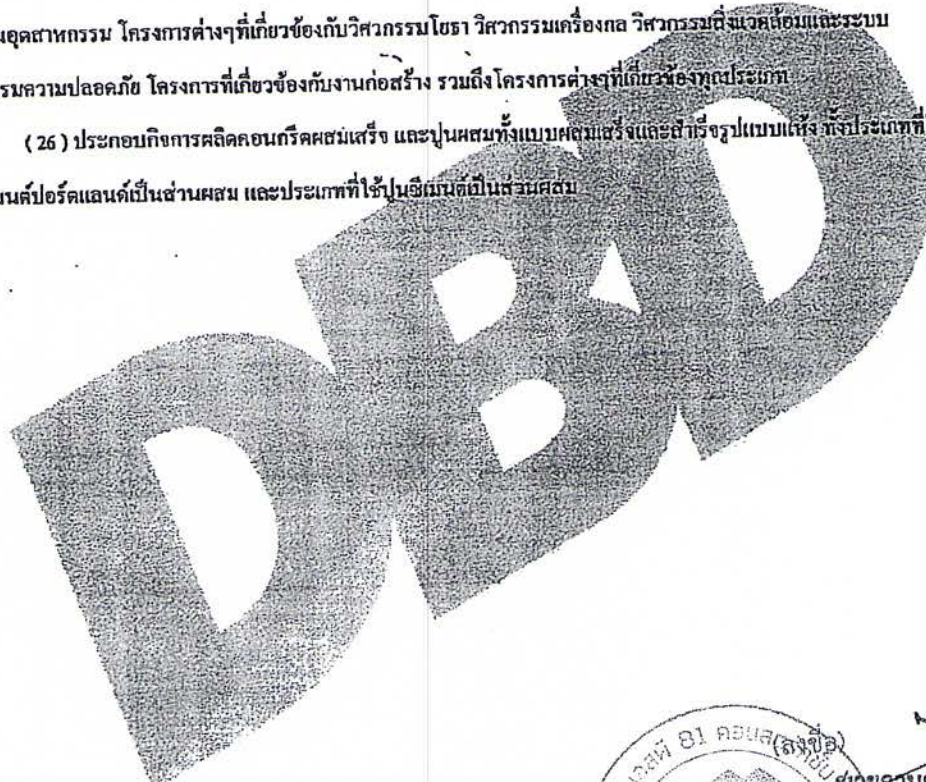 นอุตสาหกรรม โครงการต่างๆที่เกี่ยวข้องกับวิศวกรรมโยธา วิศวกรรมเครื่องกล วิศวกรรมสิ่งแวดล้อมและระบบ
รมความปลอดภัย โครงการที่เกี่ยวข้องกับงานก่อสร้าง รวมถึงโครงการต่างๆที่เกี่ยวข้องทุกประเภท
( 26 ) ประกอบกิจการผลิตคอนกรีตผสมเสร็จ และปูนผสมทั้งแบบผสมเสร็จและสำเร็จรูปแบบแห้ง ทั้งประเภทที่
มนต์ปอร์ตแลนด์เป็นส่วนผสม และประเภทที่ใช้ปูนซีเมนต์เป็นส่วนผสม
DBD
81
(ลงชื่อ)